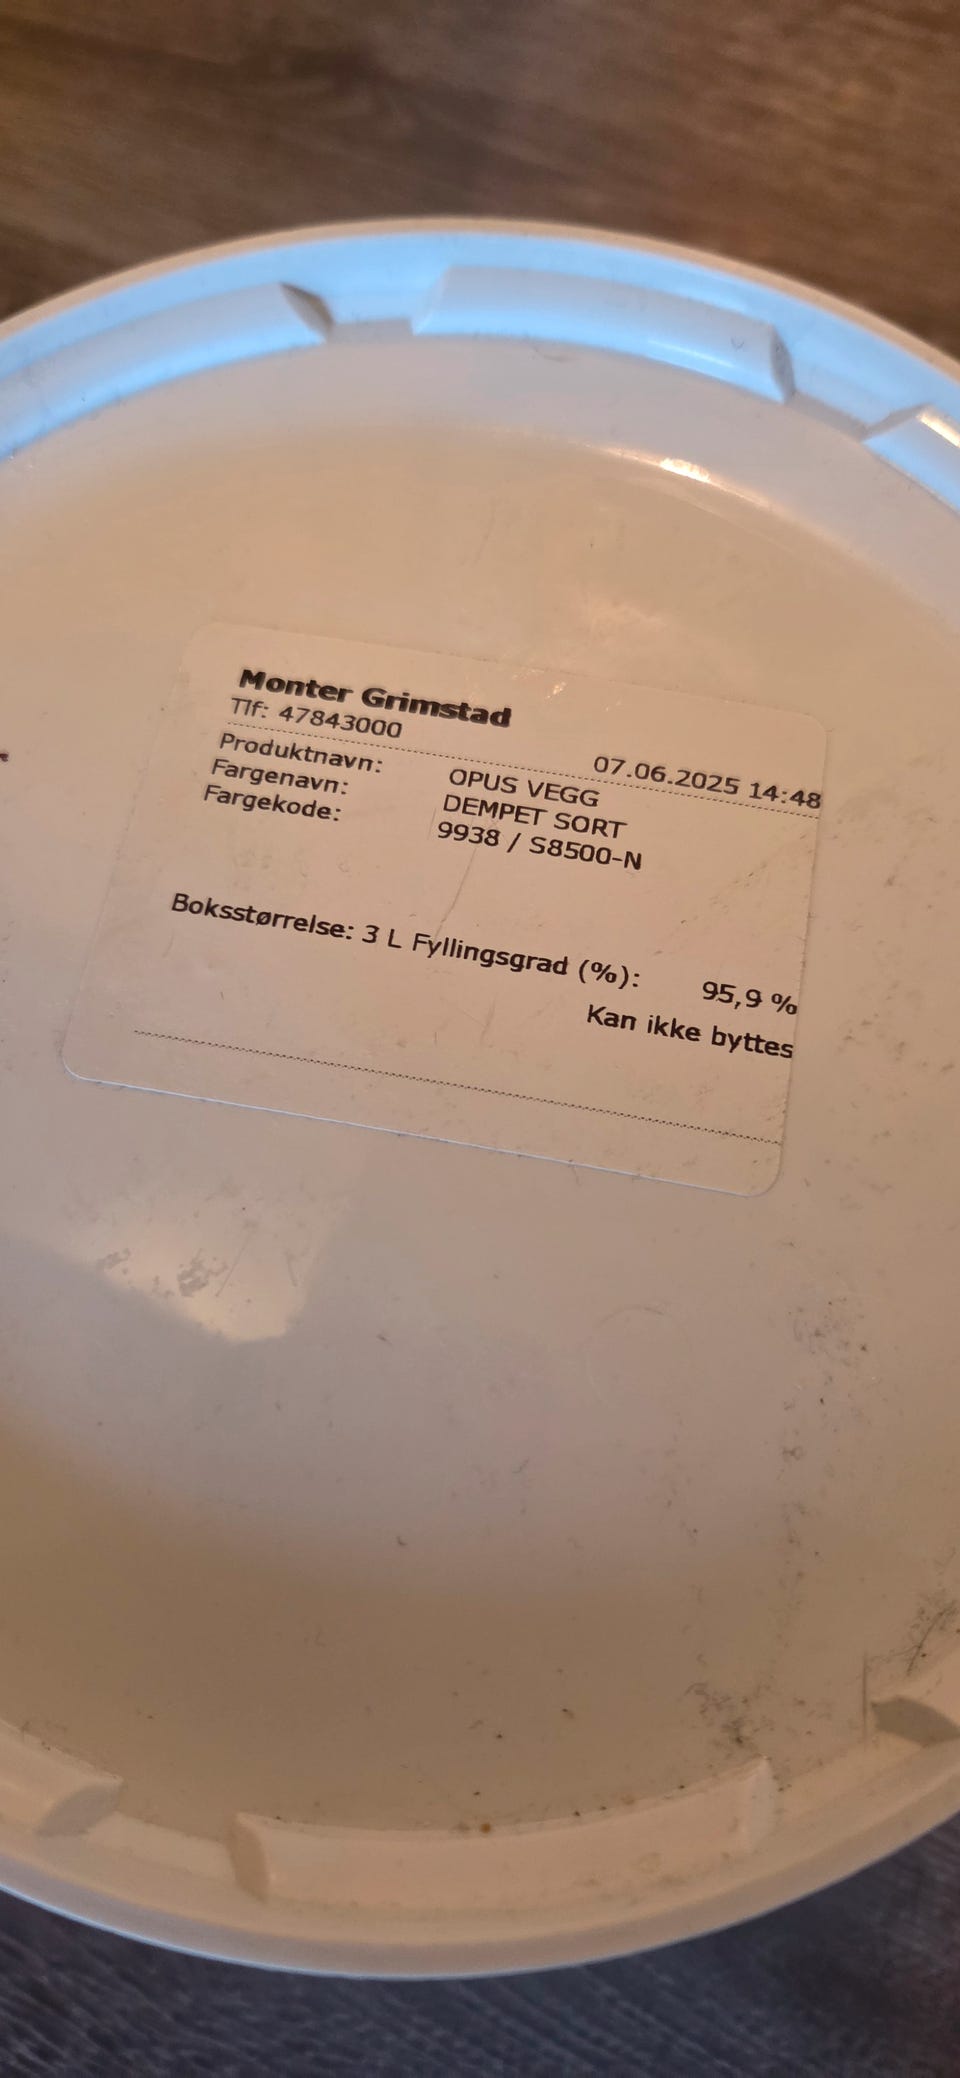 Monter Grimstad
Tlf: 47843000
07.06.2025 14:48
Produktnavn: OPUS VEGG
Fargenavn: DEMPET SORT
Fargekode: 9938 / S8500-N
Boksstørrelse: 3 L Fyllingsgrad (%): 95,9 %
Kan ikke byttes